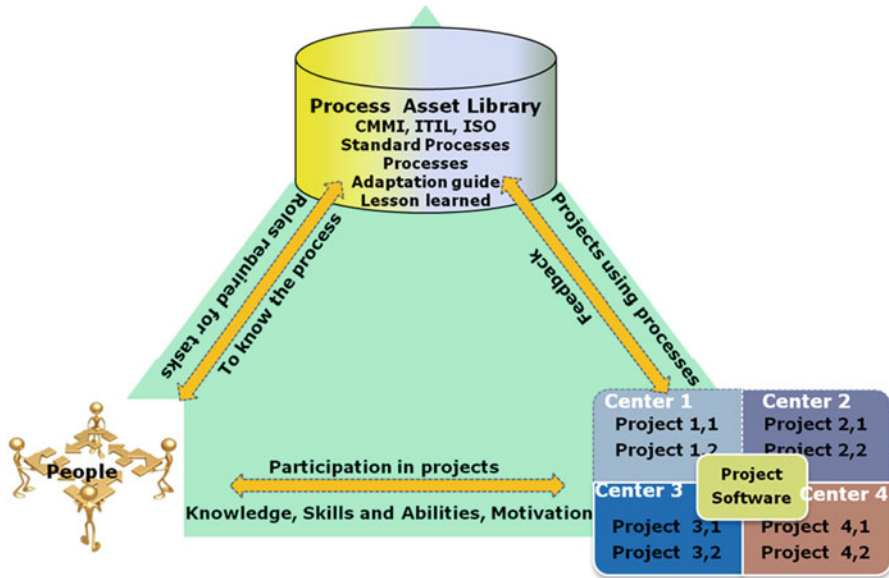 Process Asset Library
CMMI, ITIL, ISO
Standard Processes
Processes
Adaptation guide
Lesson learned
Roles required for tasks
To know the process
Projects using processes
Feedback
People
Participation in projects
Knowledge, Skills and Abilities, Motivation
Center 1
Project 1,1
Project 1,2
Center 2
Project 2,1
Project 2,2
Project
Software
Center 3
Project 3,1
Project 3,2
Center 4
Project 4,1
Project 4,2